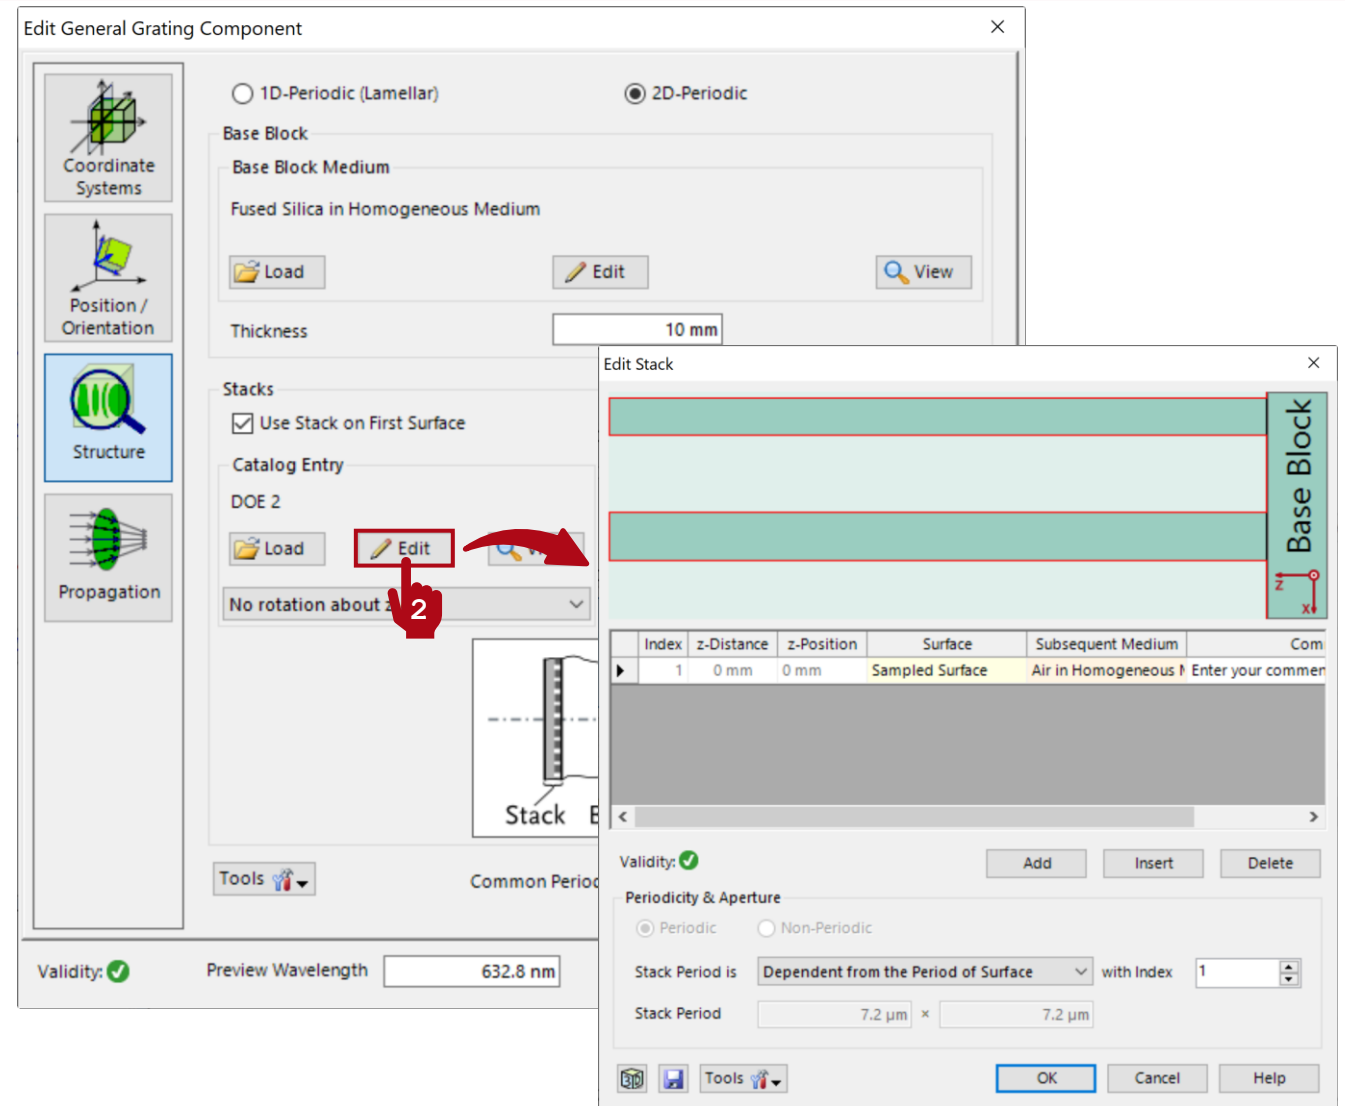 Edit General Grating Component
1D-Periodic (Lamellar)
2D-Periodic
Coordinate
Systems
Base Block
Base Block Medium
Fused Silica in Homogeneous Medium
Load
Edit
View
Position /
Orientation
Thickness
10 mm
Structure
Stacks
Use Stack on First Surface
Catalog Entry
DOE 2
Load
Edit
No rotation about z
2
Propagation
Stack
Tools
Common Period
Validity:
Preview Wavelength
632.8 nm
Edit Stack
Base Block
z
x
Index z-Distance z-Position Surface Subsequent Medium Com
1 0 mm 0 mm Sampled Surface Air in Homogeneous M Enter your commen
Validity:
Add
Insert
Delete
Periodicity & Aperture
Periodic
Non-Periodic
Stack Period is
Dependent from the Period of Surface
with Index
1
Stack Period
7.2 µm × 7.2 µm
3D
Tools
OK
Cancel
Help